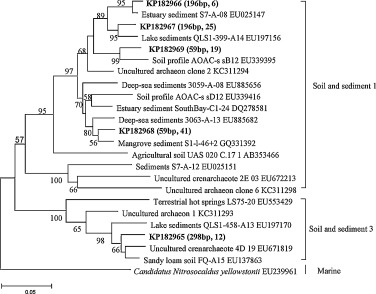 95
KP182966 (196bp, 6)
Estuary sediment S7-A-08 EU025147
89
KP182967 (196bp, 25)
95
Lake sediments QLS1-399-A14 EU197156
KP182969 (59bp, 19)
68
99
Soil profile AOAC-s sB12 EU339395
97
Uncultured archaeon clone 2 KC311294
Deep-sea sediments 3059-A-08 EU885656
Soil profile AOAC-s sD12 EU339416
58
95
70
Estuary sediment SouthBay-C1-24 DQ278581
Deep-sea sediments 3063-A-13 EU885682
80
KP182968 (59bp, 41)
56
Mangrove sediment S1-l-46+2 GQ331392
Soil and sediment 1
57
Agricultural soil UAS 020 C.17 1 AB353466
Sediments S7-A-12 EU025151
100
Uncultured crenarchaeote 2E 03 EU672213
66
Uncultured archaeon clone 6 KC311298
Terrestrial hot springs LS75-20 EU553429
100
Uncultured archaeon 1 KC311293
65
Lake sediments QLS1-458-A13 EU197170
98
KP182965 (298bp, 12)
Uncultured crenarchaeote 4D 19 EU671819
66
Sandy loam soil FQ-A15 EU137863
Soil and sediment 3
Candidatus Nitrosocaldus yellowstonii EU239961
Marine
0.05